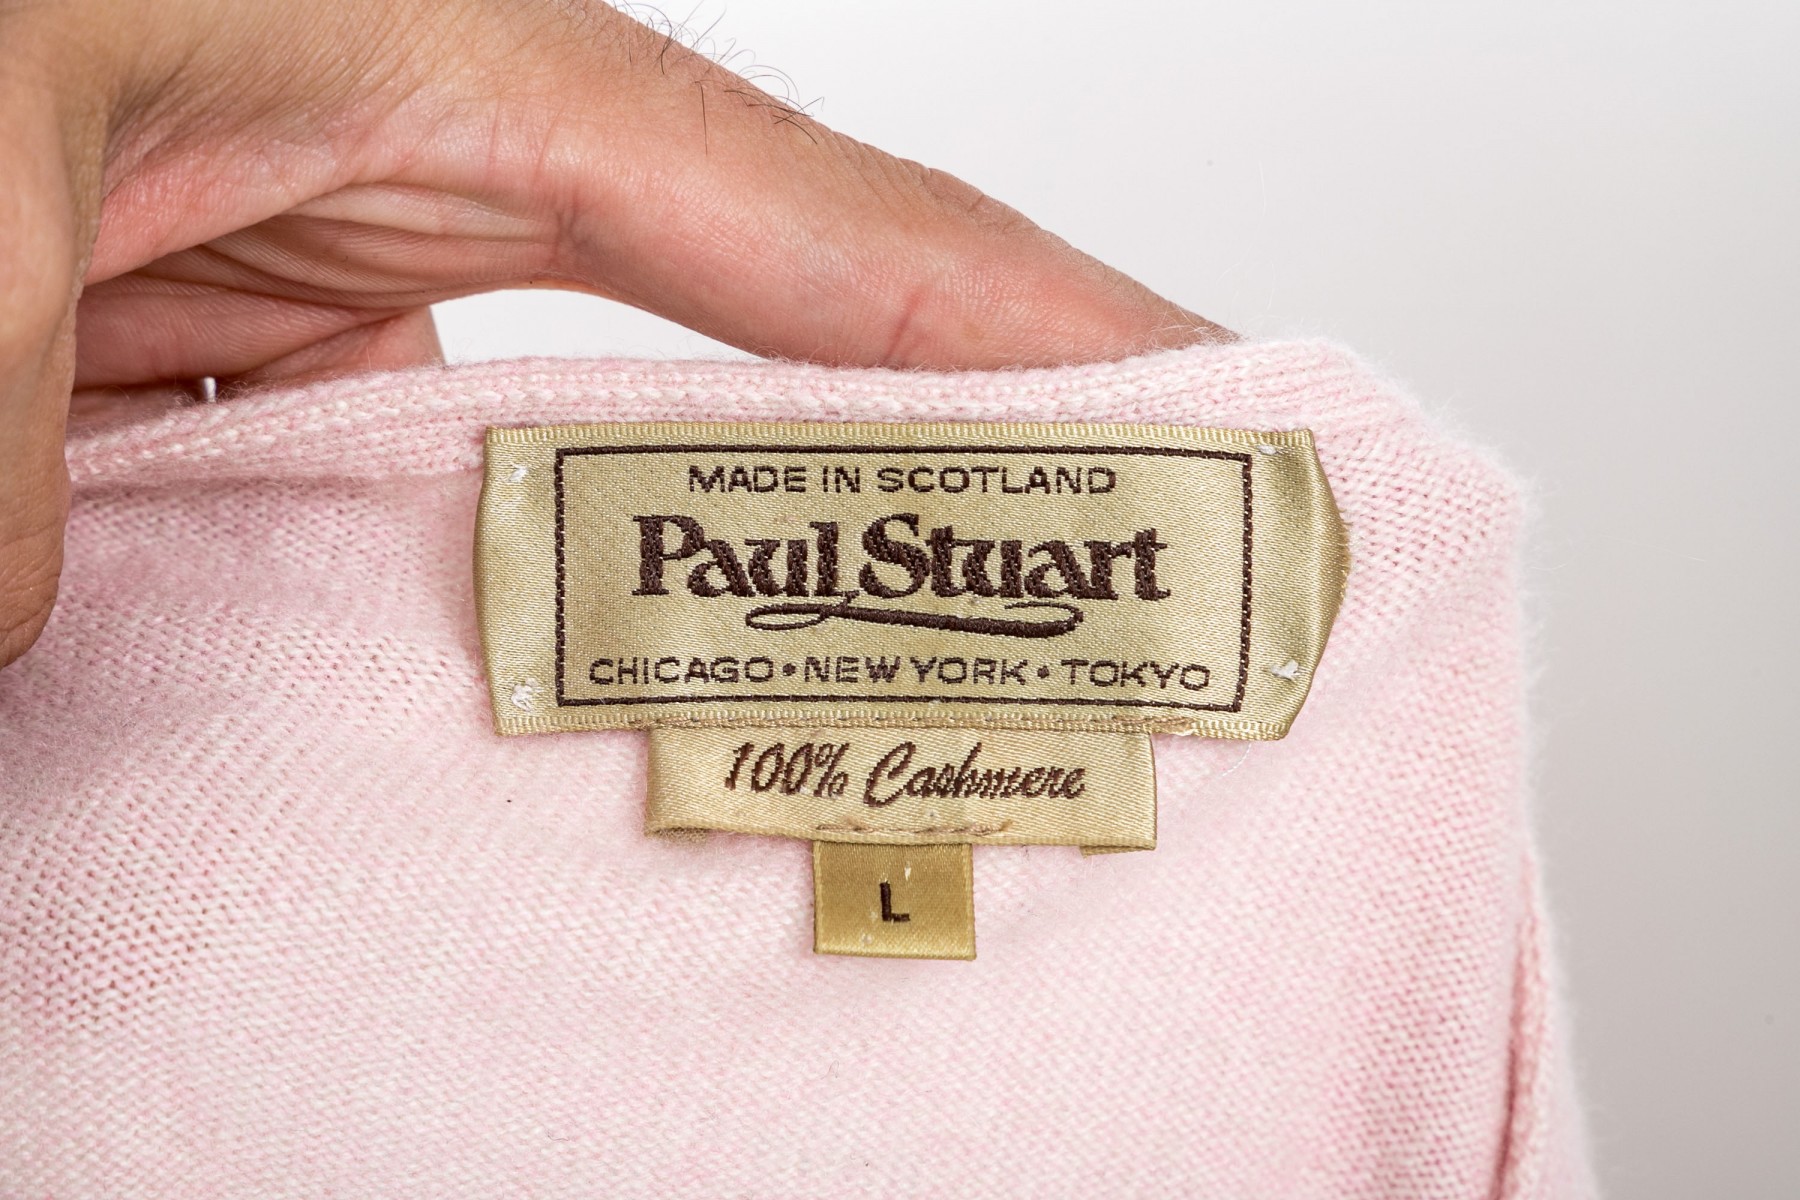 MADE IN SCOTLAND
Paul Stuart
CHICAGO • NEW YORK • TOKYO
100% Cashmere
L